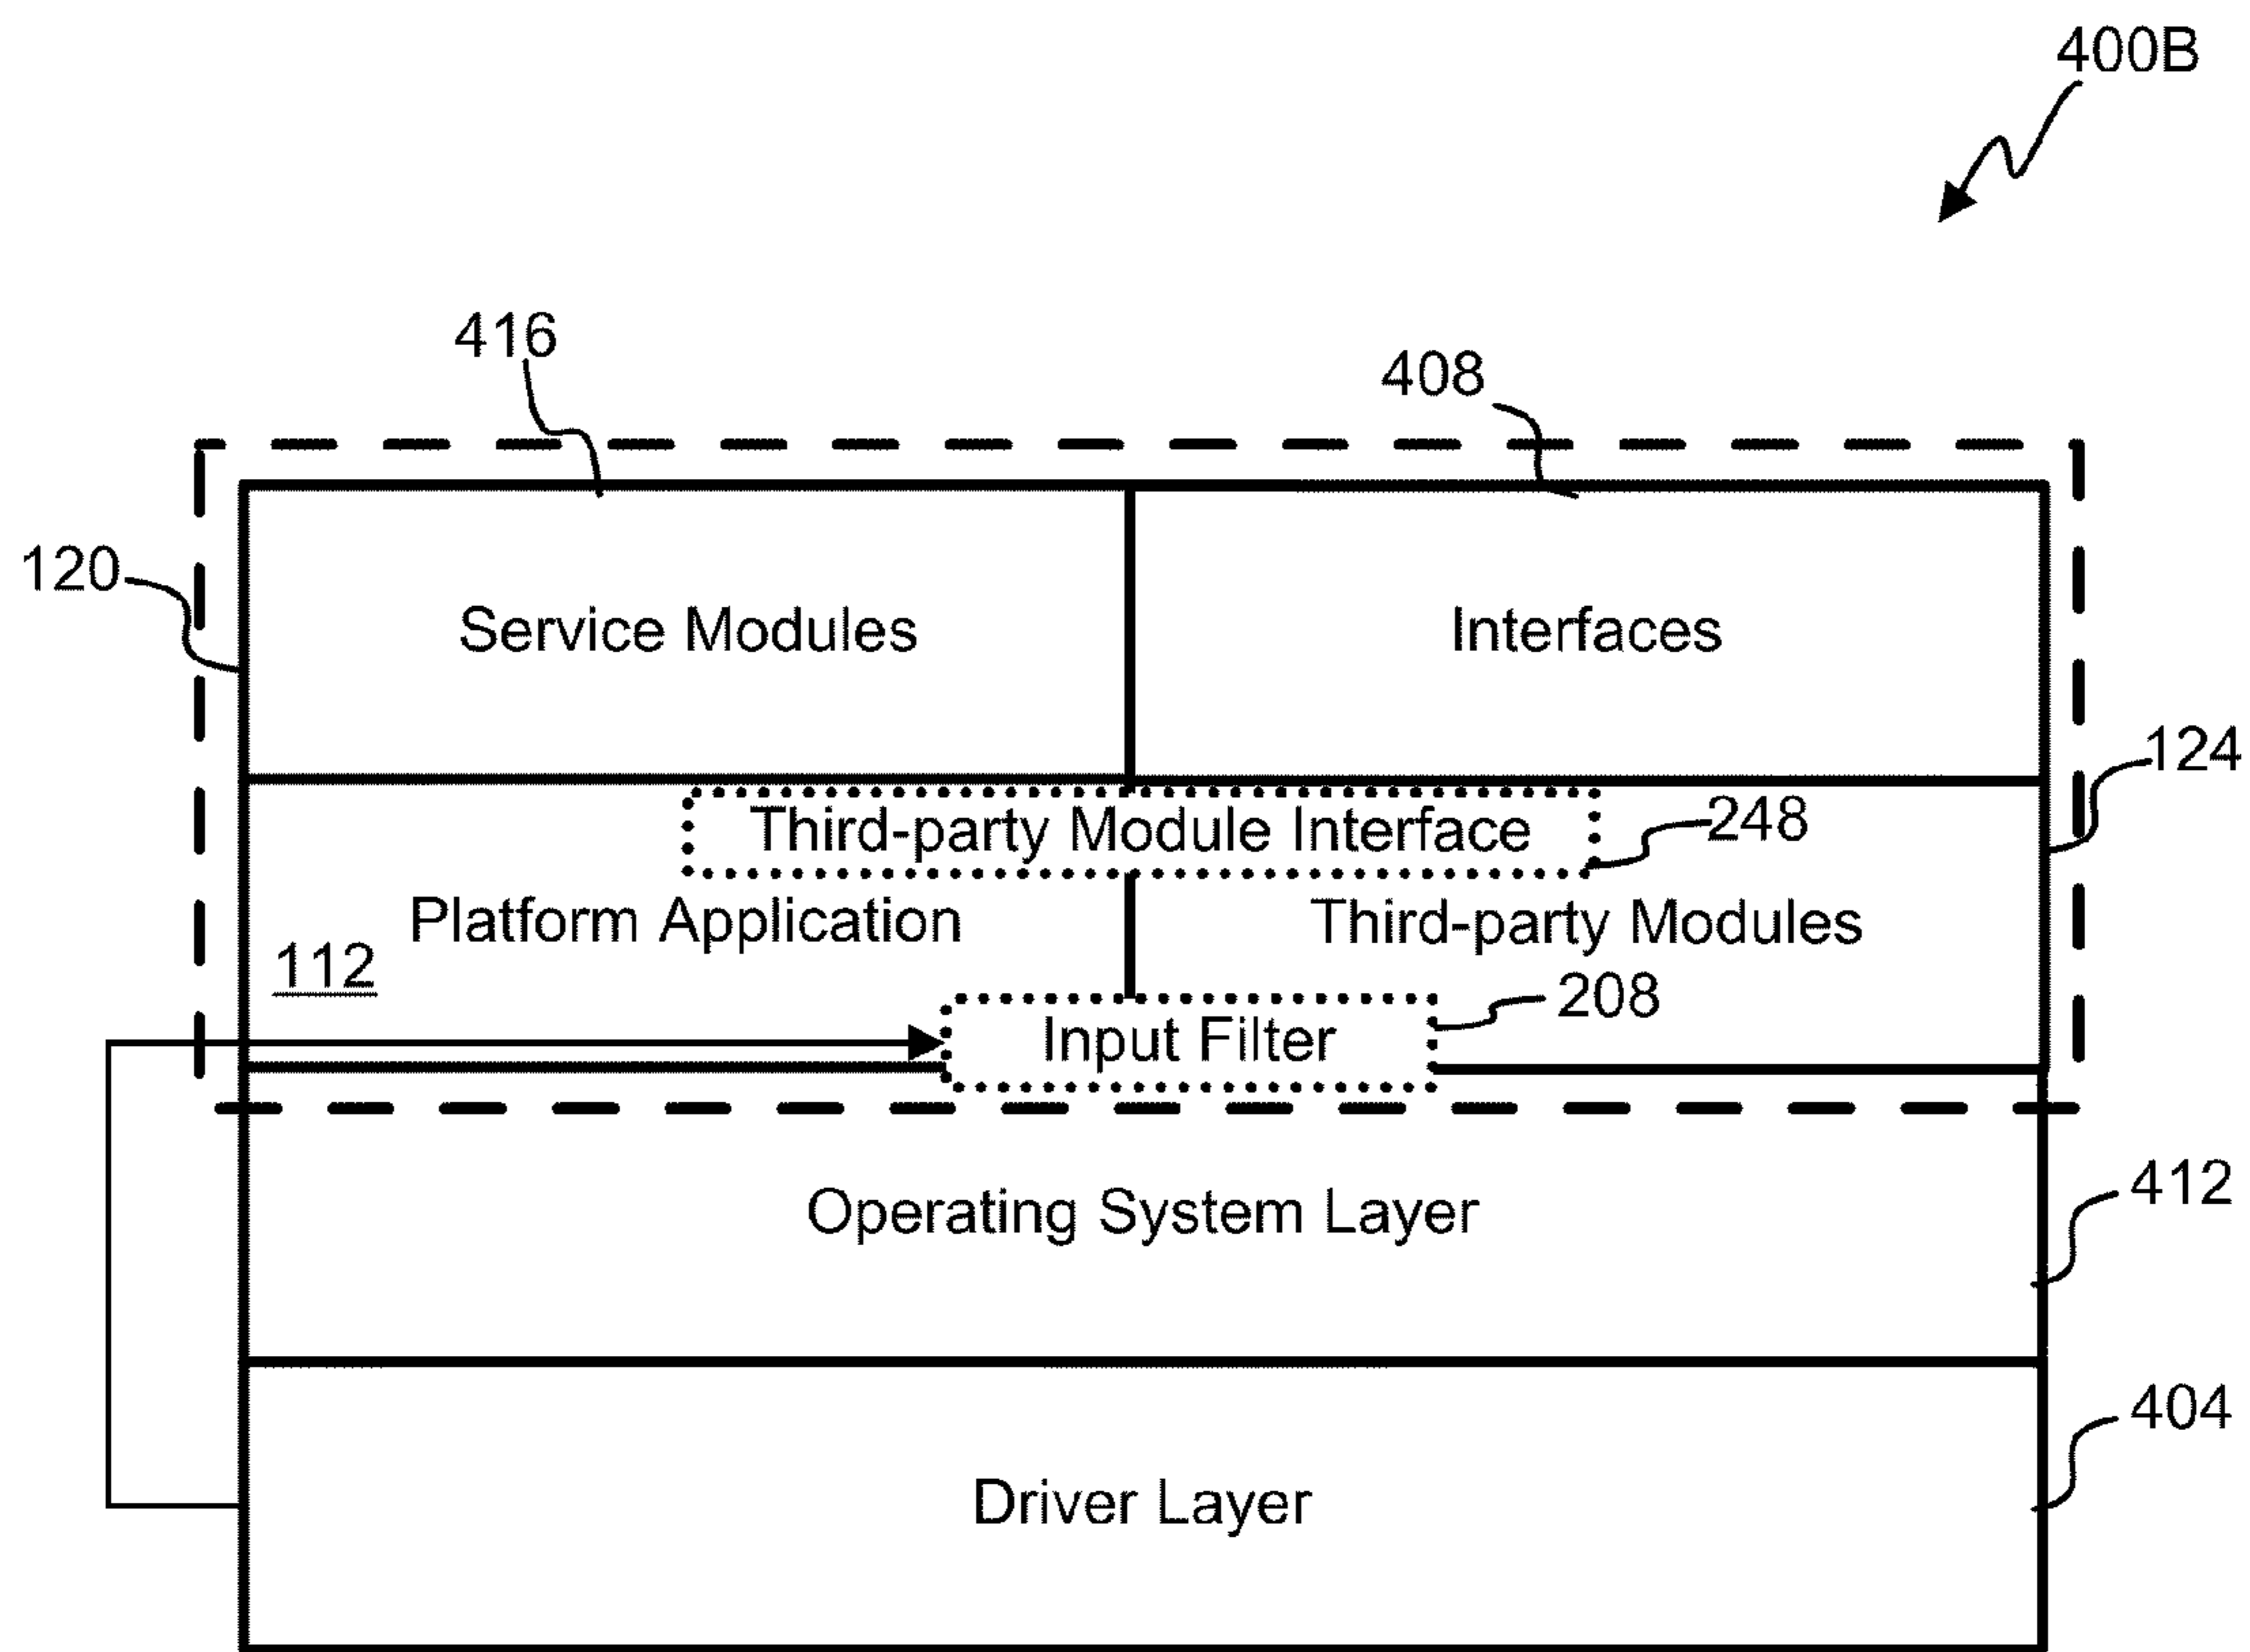 400B
416
408
120
Service Modules
Interfaces
124
Third-party Module Interface
248
Platform Application
Third-party Modules
112
208
Input Filter
Operating System Layer
412
404
Driver Layer